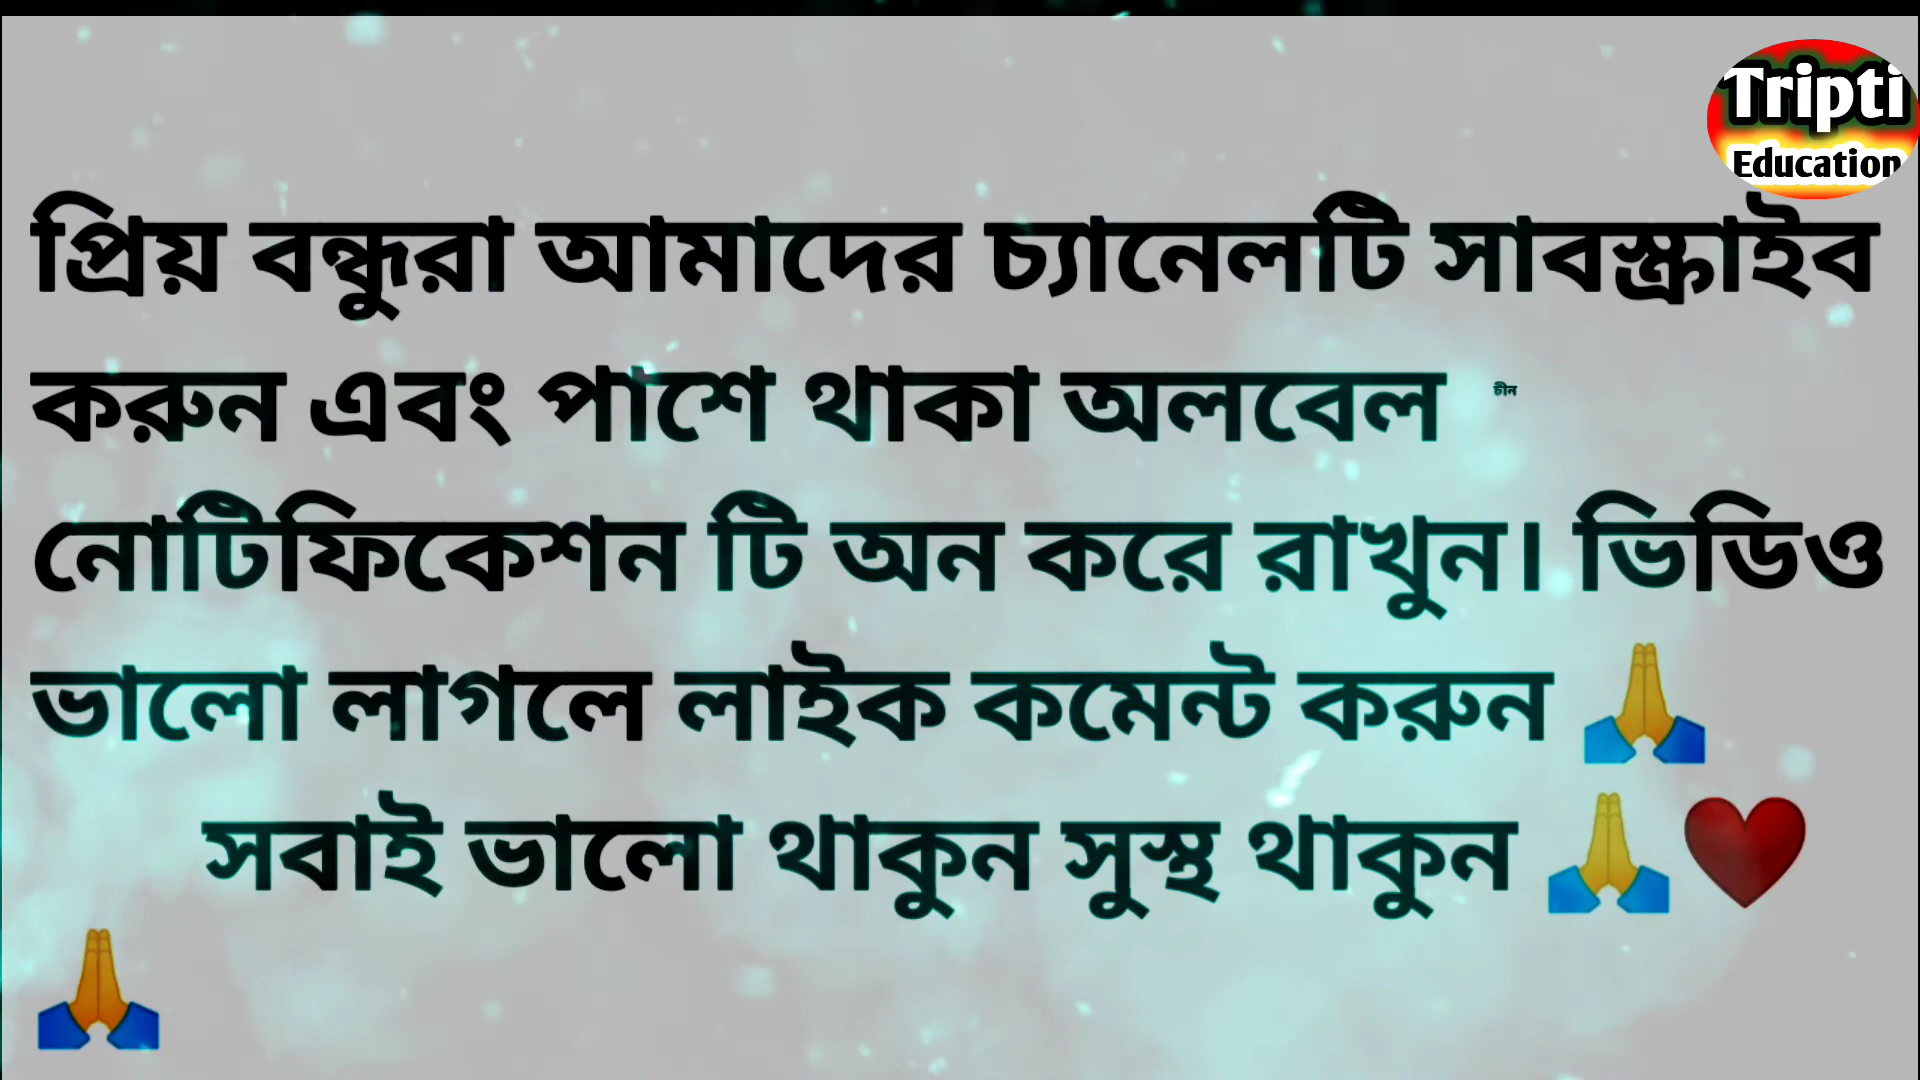 Tripti
Education
প্রিয় বন্ধুরা আমাদের চ্যানেলটি সাবস্ক্রাইব
করুন এবং পাশে থাকা অলবেল চীন
নোটিফিকেশন টি অন করে রাখুন। ভিডিও
ভালো লাগলে লাইক কমেন্ট করুন 🙏
সবাই ভালো থাকুন সুস্থ থাকুন 🙏❤️
🙏